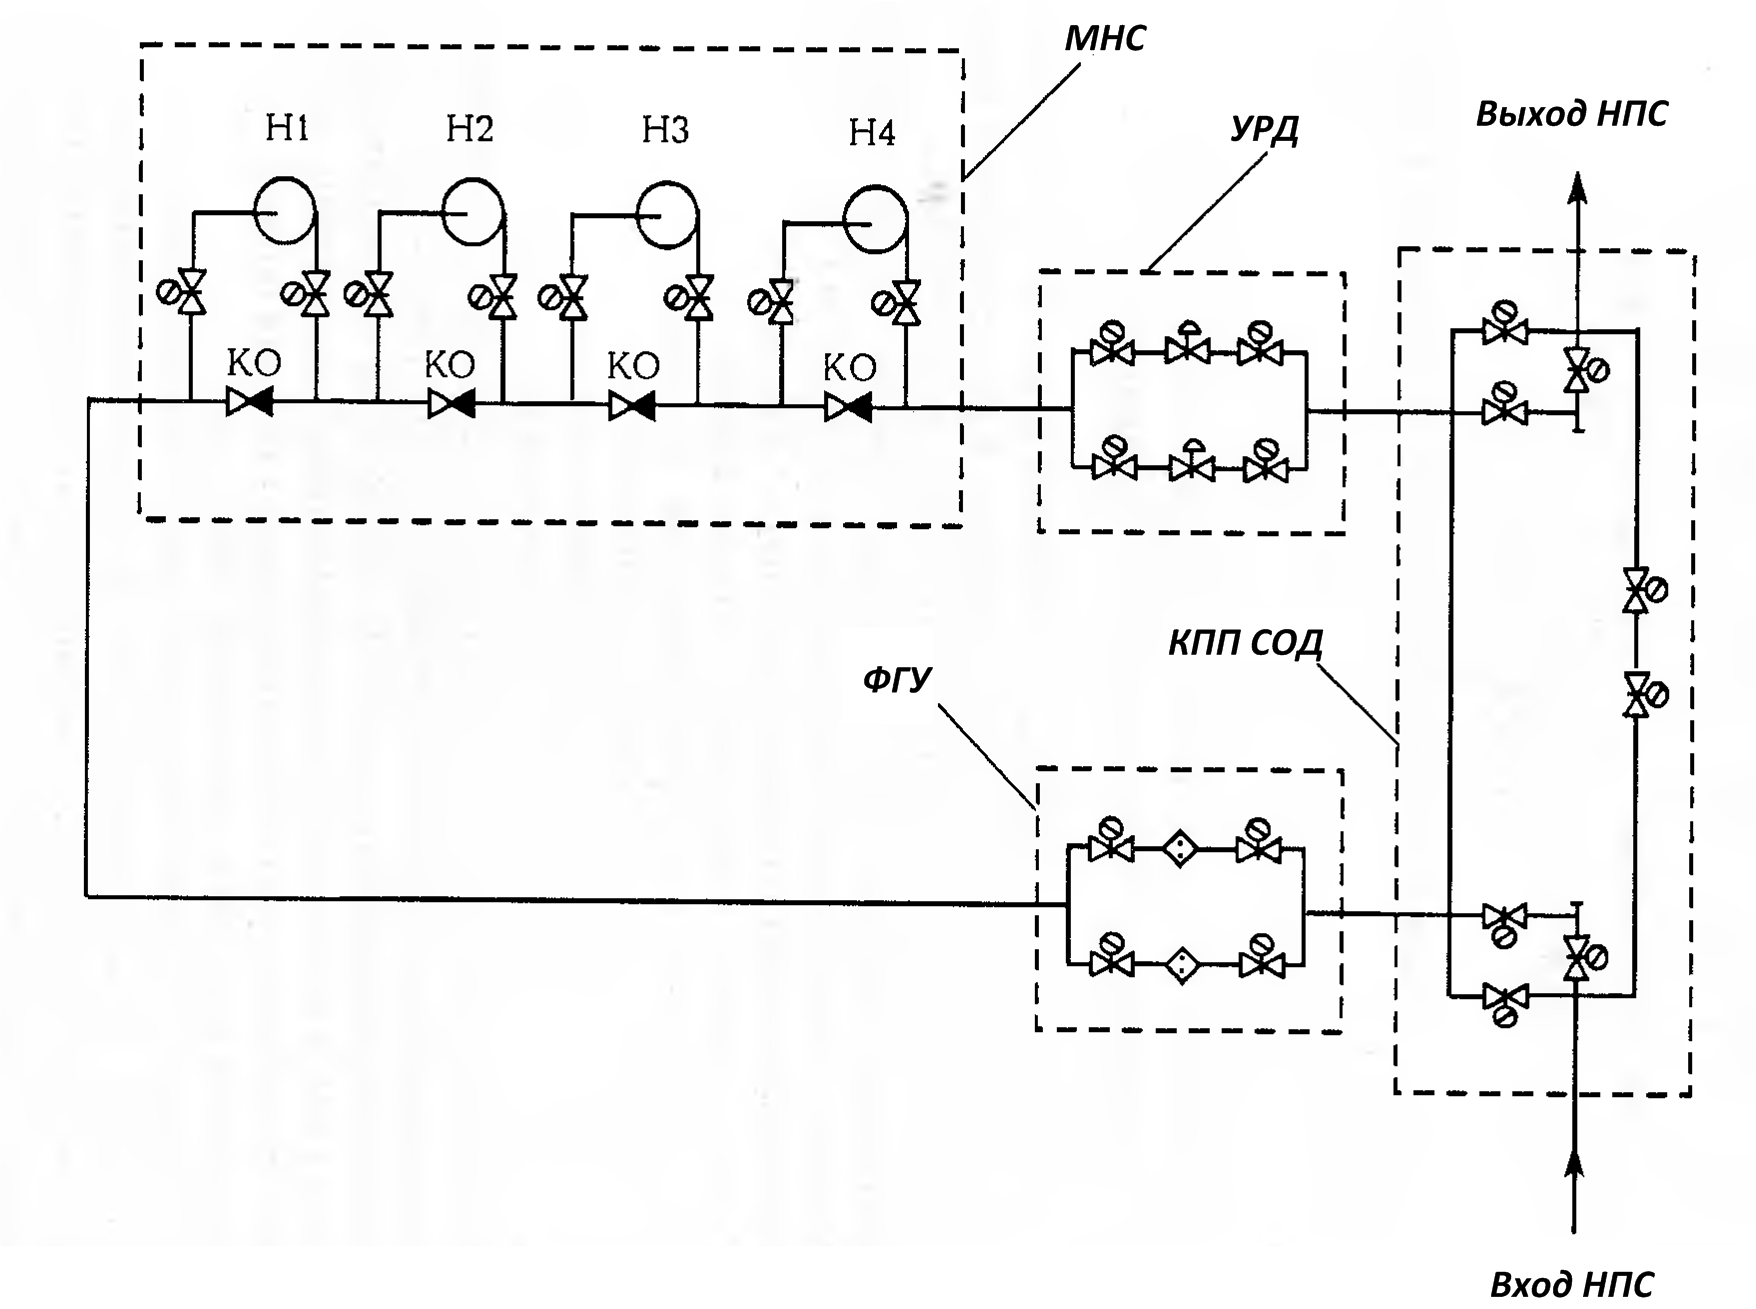 МНС
Выход НПС
УРД
Н1
Н2
Н3
Н4
КО
КО
КО
КО
КПП СОД
ФГУ
Вход НПС